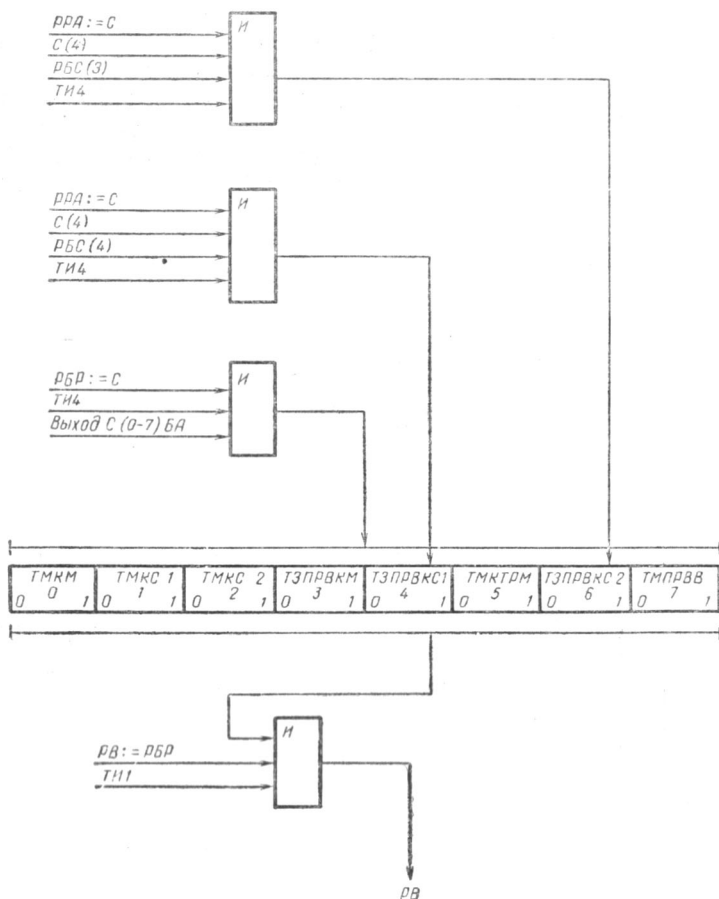 РРА:=С
И
С(4)
РБС(3)
ТИ4
РРА:=С
И
С(4)
РБС(4)
ТИ4
РБР:=С
И
ТИ4
Выход С(0-7)БА
ТМКМ ТМКС 1 ТМКС 2 ТЗПРВКМ ТЗПРВКС1 ТМКТРМ ТЗПРВКС 2 ТМПРВВ
0 1 2 3 4 5 6 7
0 1 0 1 0 1 0 1 0 1 0 1 0 1 0 1
И
РВ:=РБР
ТИ1
РВ